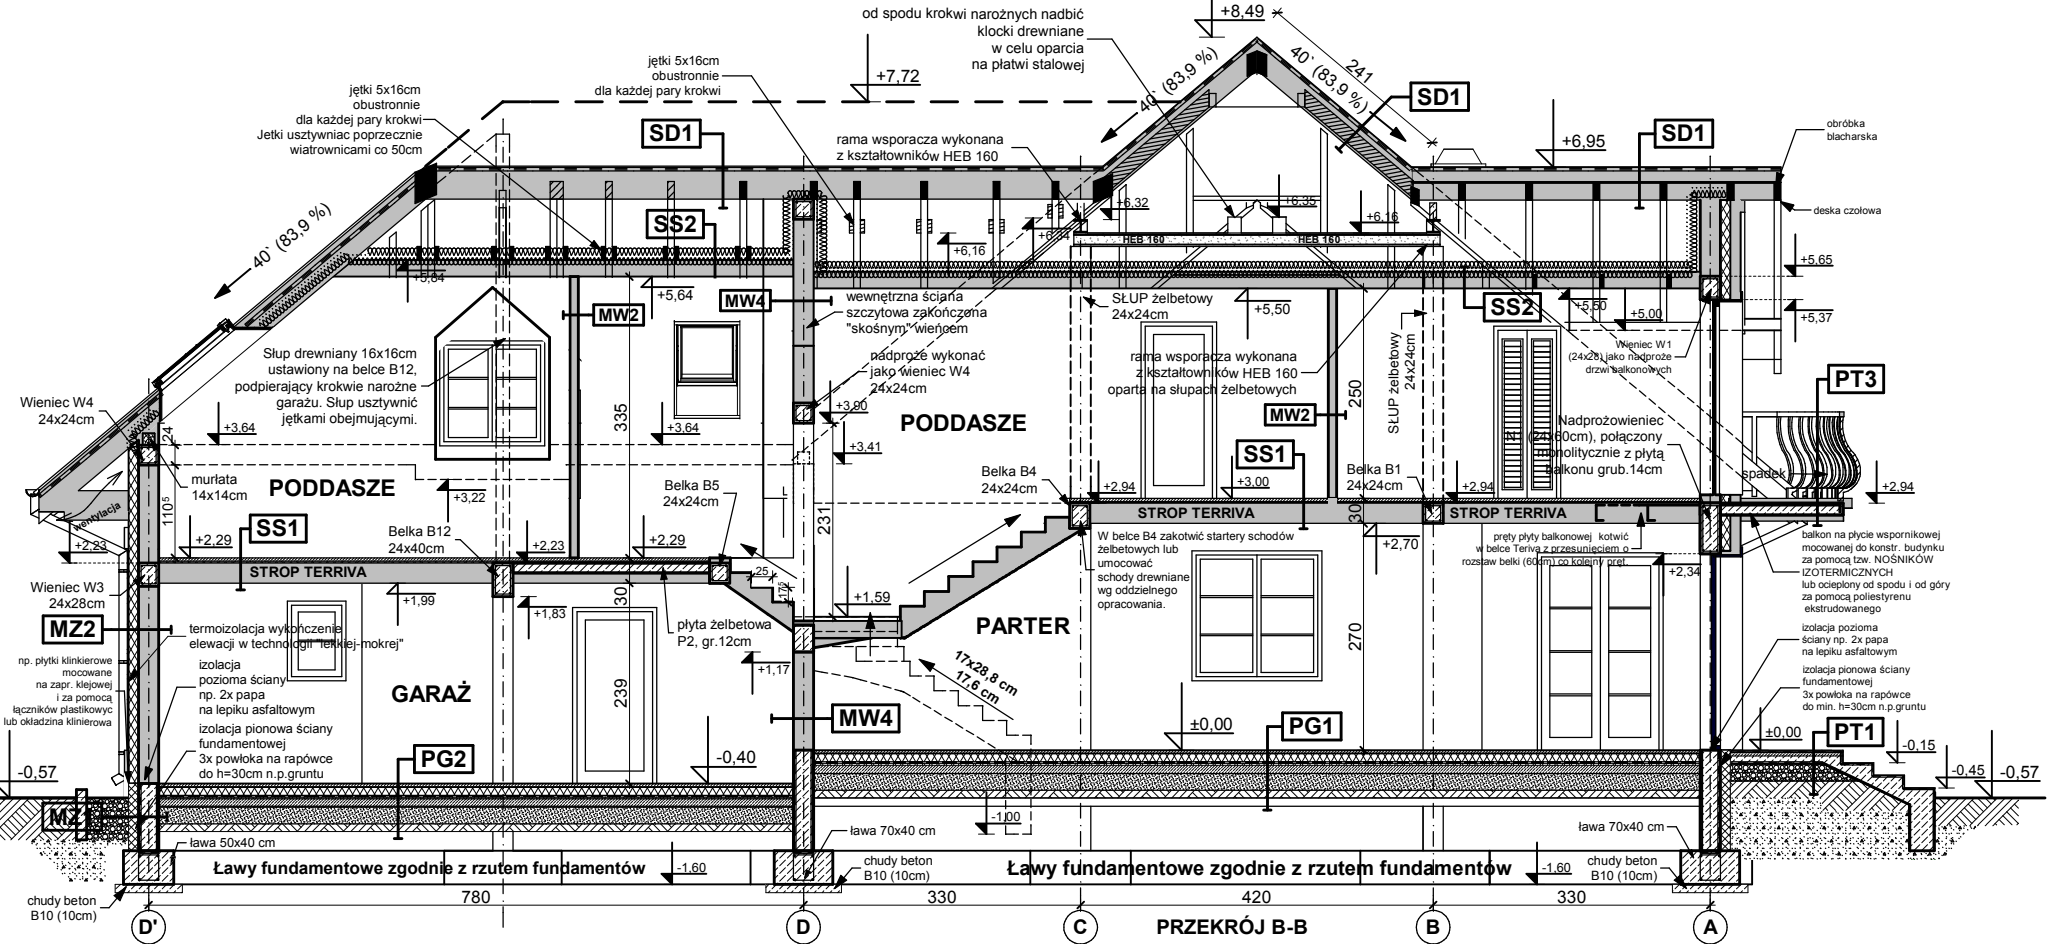 od spodu krokwi narożnych nadbić
klocki drewniane
w celu oparcia
na płatwi stalowej
+8,49
241
40` (83,9 %)
40` (83,9 %)
jętki 5x16cm
obustronnie
dla każdej pary krokwi
+7,72
jętki 5x16cm
obustronnie
dla każdej pary krokwi
Jetki usztywniac poprzecznie
wiatrownicami co 50cm
SD1
SD1
SD1
rama wsporacza wykonana
z kształtowników HEB 160
+6,95
obróbka
blacharska
deska czołowa
40` (83,9 %)
SS2
+6,32
+6,35
+6,16
+6,34
+6,16
HEB 160
HEB 160
+5,84
+5,64
MW2
MW4
wewnętrzna ściana
szczytowa zakończona
"skośnym" wieńcem
SŁUP żelbetowy
24x24cm
+5,50
SS2
+5,50
+5,00
+5,65
+5,37
Słup drewniany 16x16cm
ustawiony na belce B12,
podpierający krokwie narożne
garażu. Słup usztywnić
jętkami obejmującymi.
nadproże wykonać
jako wieniec W4
24x24cm
rama wsporacza wykonana
z kształtowników HEB 160
oparta na słupach żelbetowych
SŁUP żelbetowy
24x24cm
Wieniec W1
(24x28) jako nadproże
drzwi balkonowych
PT3
Wieniec W4
24x24cm
24
+3,64
335
+3,64
+3,90
+3,41
PODDASZE
250
MW2
SS1
Nadprożowieniec
N1 (24x60cm), połączony
monolitycznie z płytą
balkonu grub.14cm
spadek
murłata
14x14cm
PODDASZE
+3,22
Belka B5
24x24cm
Belka B4
24x24cm
+2,94
+3,00
Belka B1
24x24cm
+2,94
+2,94
wentylacja
110⁵
SS1
231
STROP TERRIVA
30
STROP TERRIVA
+2,23
+2,29
Belka B12
24x40cm
+2,23
+2,29
+2,70
W belce B4 zakotwić startery schodów
żelbetowych lub
umocować
schody drewniane
wg oddzielnego
opracowania.
pręty płyty balkonowej kotwić
w belce Teriva z przesunięciem o
rozstaw belki (60cm) co kolejny pręt.
+2,34
balkon na płycie wspornikowej
mocowanej do konstr. budynku
za pomocą tzw. NOŚNIKÓW
IZOTERMICZNYCH
lub ocieplony od spodu i od góry
za pomocą poliestyrenu
ekstrudowanego
Wieniec W3
24x28cm
STROP TERRIVA
+1,99
+1,83
30
25
17⁵
+1,59
MZ2
termoizolacja wykończenie
elewacji w technologii "lekkiej-mokrej"
płyta żelbetowa
P2, gr.12cm
PARTER
270
izolacja pozioma
ściany np. 2x papa
na lepiku asfaltowym
np. płytki klinkierowe
mocowane
na zapr. klejowej
i za pomocą
łączników plastikowyc
lub okładzina klinierowa
izolacja
pozioma ściany
np. 2x papa
na lepiku asfaltowym
GARAŻ
239
+1,17
17x28,8 cm
17,6 cm
izolacja pionowa ściany
fundamentowej
3x powłoka na rapówce
do min. h=30cm n.p.gruntu
izolacja pionowa ściany
fundamentowej
3x powłoka na rapówce
do h=30cm n.p.gruntu
MW4
±0,00
PG1
±0,00
PT1
-0,15
-0,57
PG2
-0,40
-0,45
-0,57
MZ1
-1,00
ława 50x40 cm
ława 70x40 cm
ława 70x40 cm
Ławy fundamentowe zgodnie z rzutem fundamentów
-1,60
chudy beton
B10 (10cm)
Ławy fundamentowe zgodnie z rzutem fundamentów
-1,60
chudy beton
B10 (10cm)
chudy beton
B10 (10cm)
780
330
420
330
D'
D
C
PRZEKRÓJ B-B
B
A